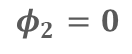 ϕ₂ = 0